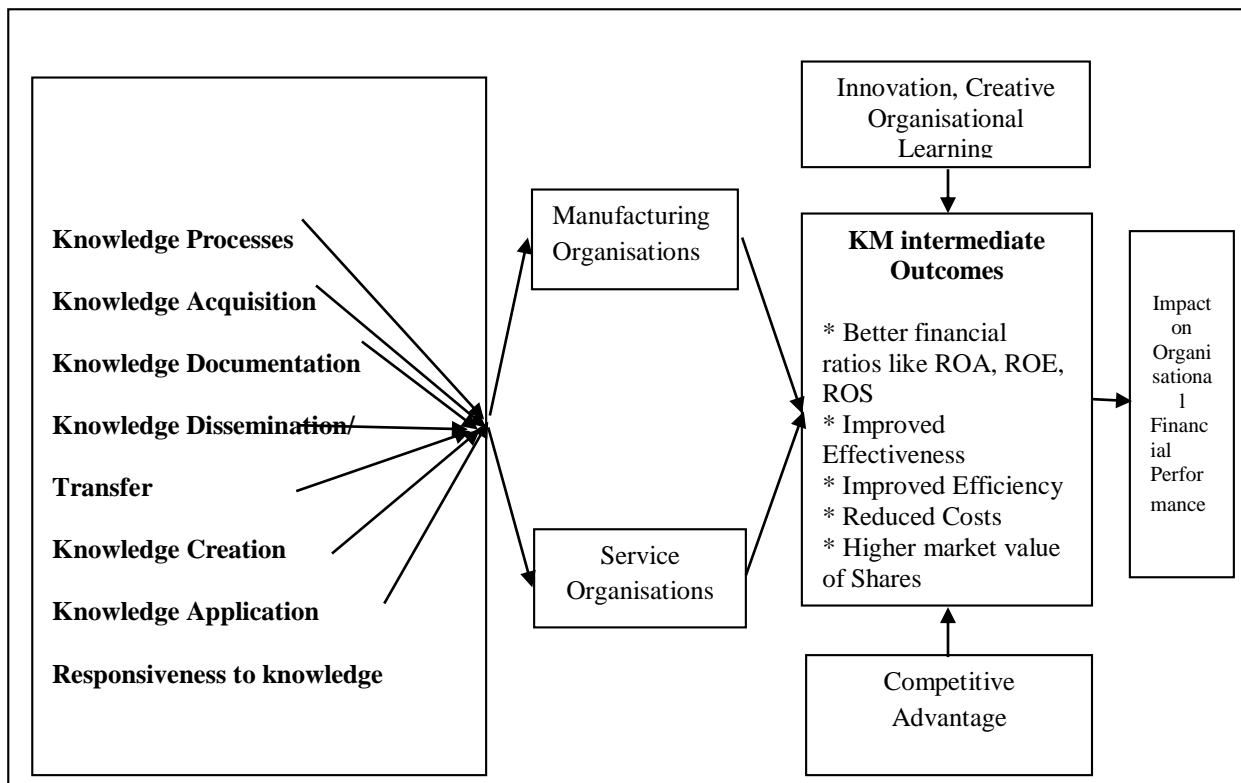 Knowledge Processes
Knowledge Acquisition
Knowledge Documentation
Knowledge Dissemination/
Transfer
Knowledge Creation
Knowledge Application
Responsiveness to knowledge
Manufacturing
Organisations
Service
Organisations
Innovation, Creative
Organisational
Learning
KM intermediate
Outcomes
* Better financial
ratios like ROA, ROE,
ROS
* Improved
Effectiveness
* Improved Efficiency
* Reduced Costs
* Higher market value
of Shares
Competitive
Advantage
Impact
on
Organi
sationa
l
Financ
ial
Perfor
mance